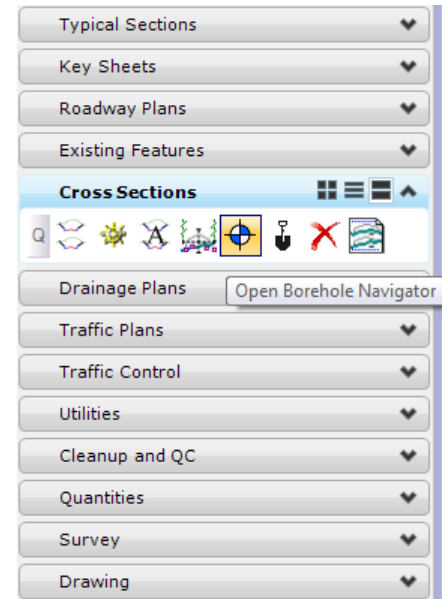 Typical Sections
Key Sheets
Roadway Plans
Existing Features
Cross Sections
Q A
Drainage Plans
Open Borehole Navigator
Traffic Plans
Traffic Control
Utilities
Cleanup and QC
Quantities
Survey
Drawing